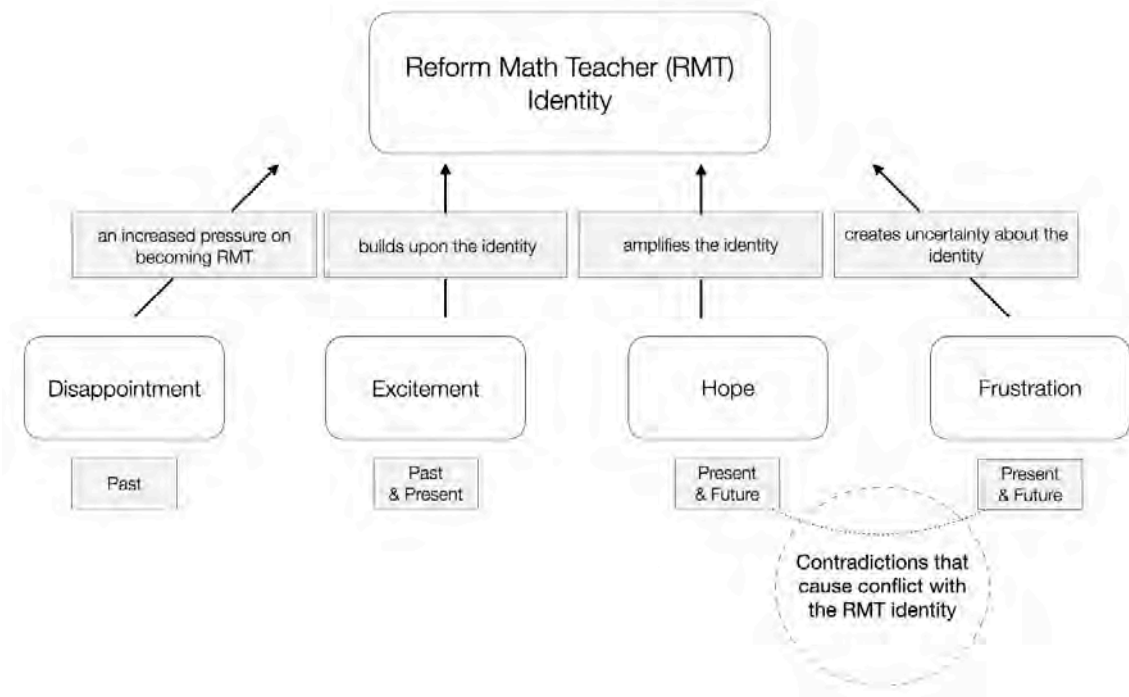 Reform Math Teacher (RMT)
Identity
an increased pressure on
becoming RMT
builds upon the identity
amplifies the identity
creates uncertainty about the
identity
Disappointment
Excitement
Hope
Frustration
Past
Past
& Present
Present
& Future
Present
& Future
Contradictions that
cause conflict with
the RMT identity